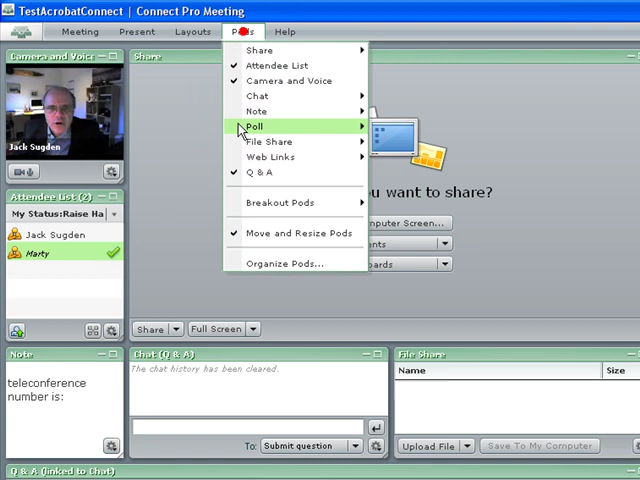 TestAcrobatConnect | Connect Pro Meeting
Meeting Present Layouts Pods Help
Camera and Voice
Jack Sugden
Attendee List (2)
My Status:Raise Ha
Jack Sugden
Marty
Share
Share
Attendee List
Camera and Voice
Chat
Note
Poll
File Share
Web Links
Q & A
Breakout Pods
Move and Resize Pods
Organize Pods...
you want to share?
mputer Screen...
ents
oards
Share Full Screen
Note
teleconference
number is:
Chat (Q & A)
The chat history has been cleared.
To: Submit question
File Share
Name Size
Upload File Save To My Computer
Q & A (linked to Chat)